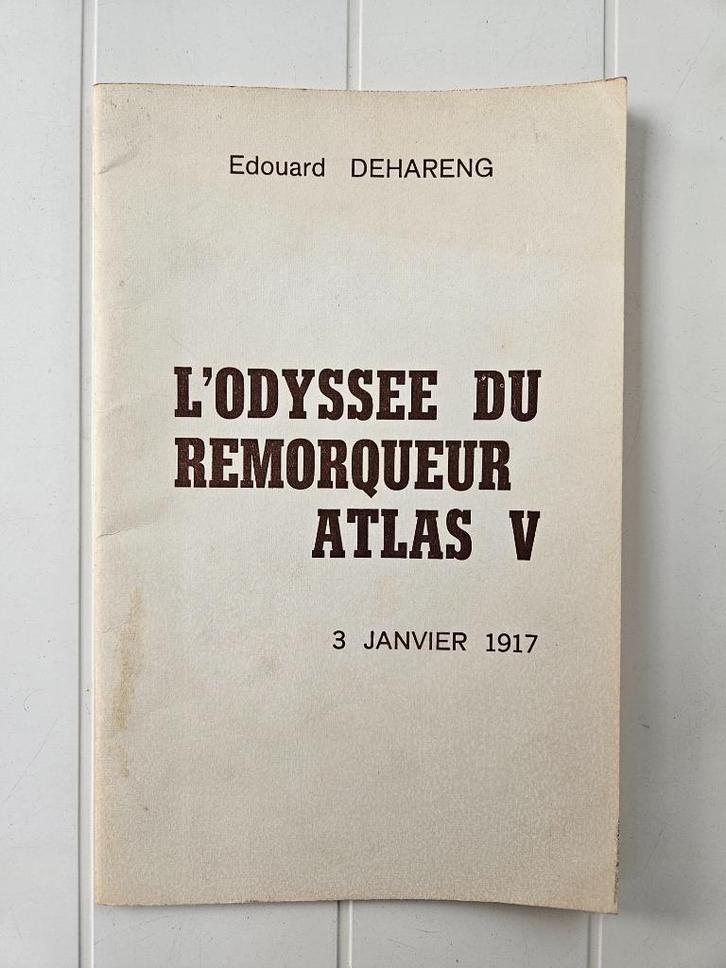 Edouard DEHARENG
L'ODYSSEE DU
REMORQUEUR
ATLAS V
3 JANVIER 1917